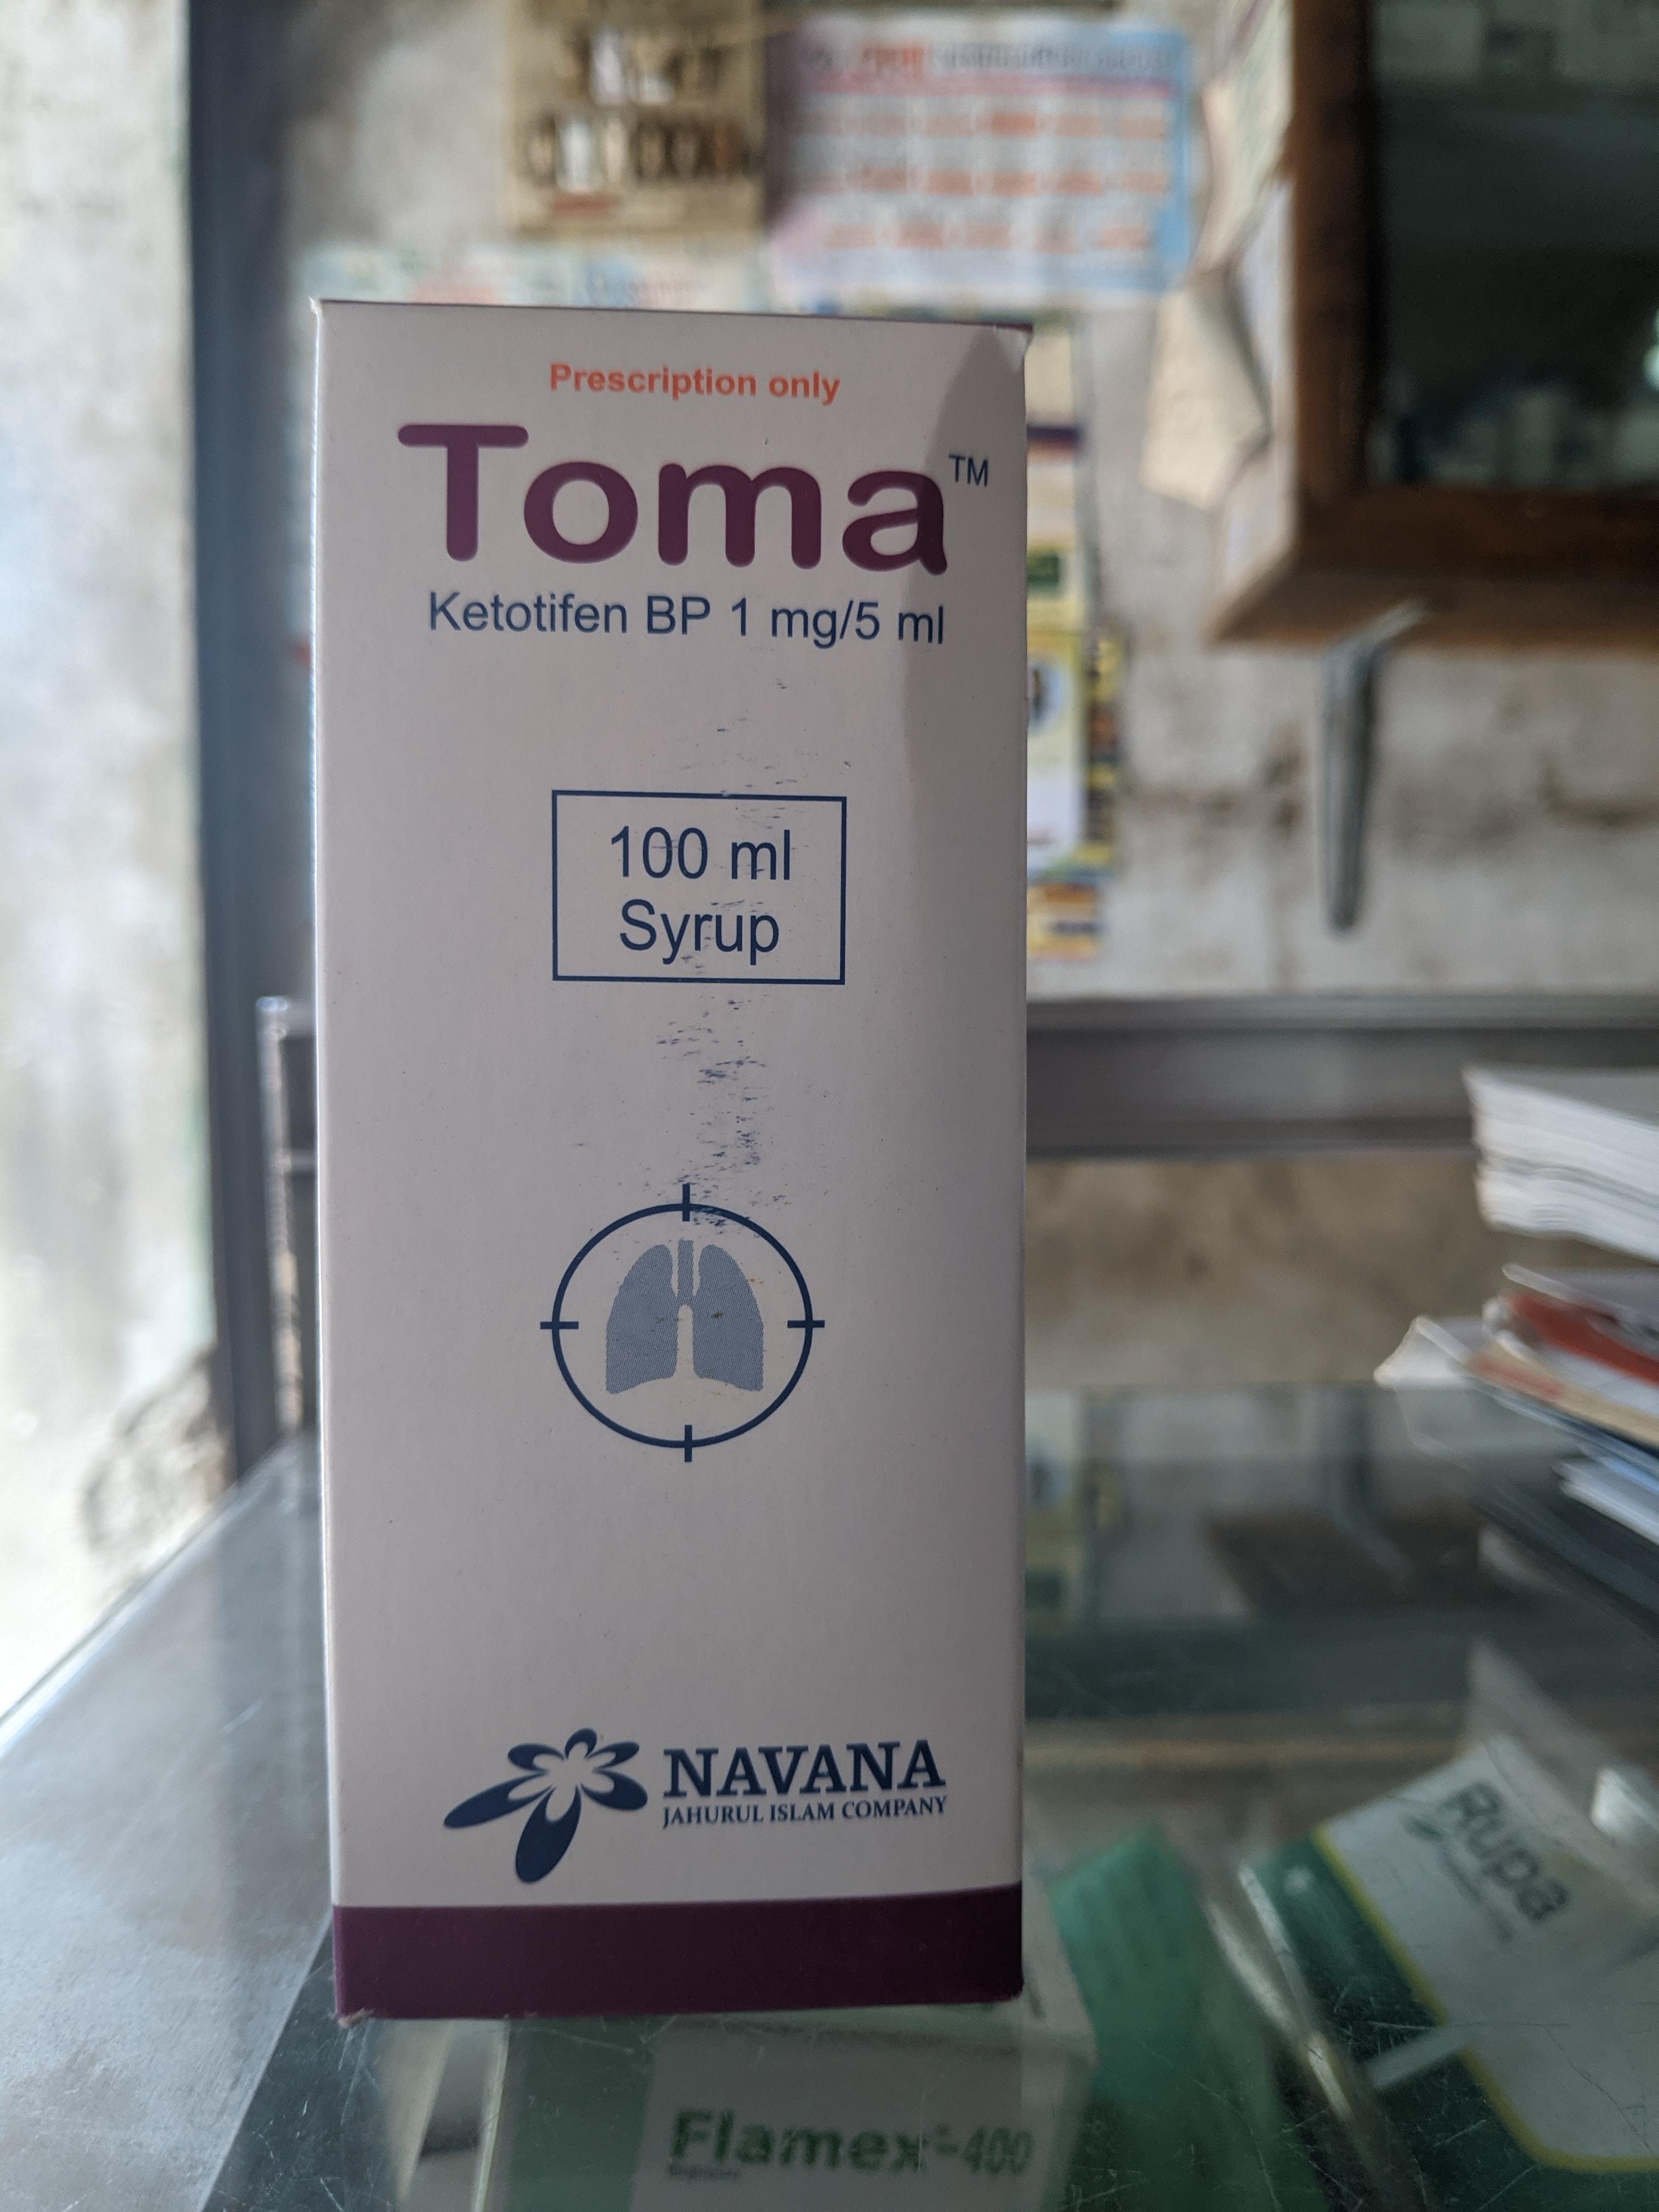 Prescription only
Toma™
Ketotifen BP 1 mg/5 ml
100 ml
Syrup
NAVANA
JAHURUL ISLAM COMPANY
Rupa
Flamex-400